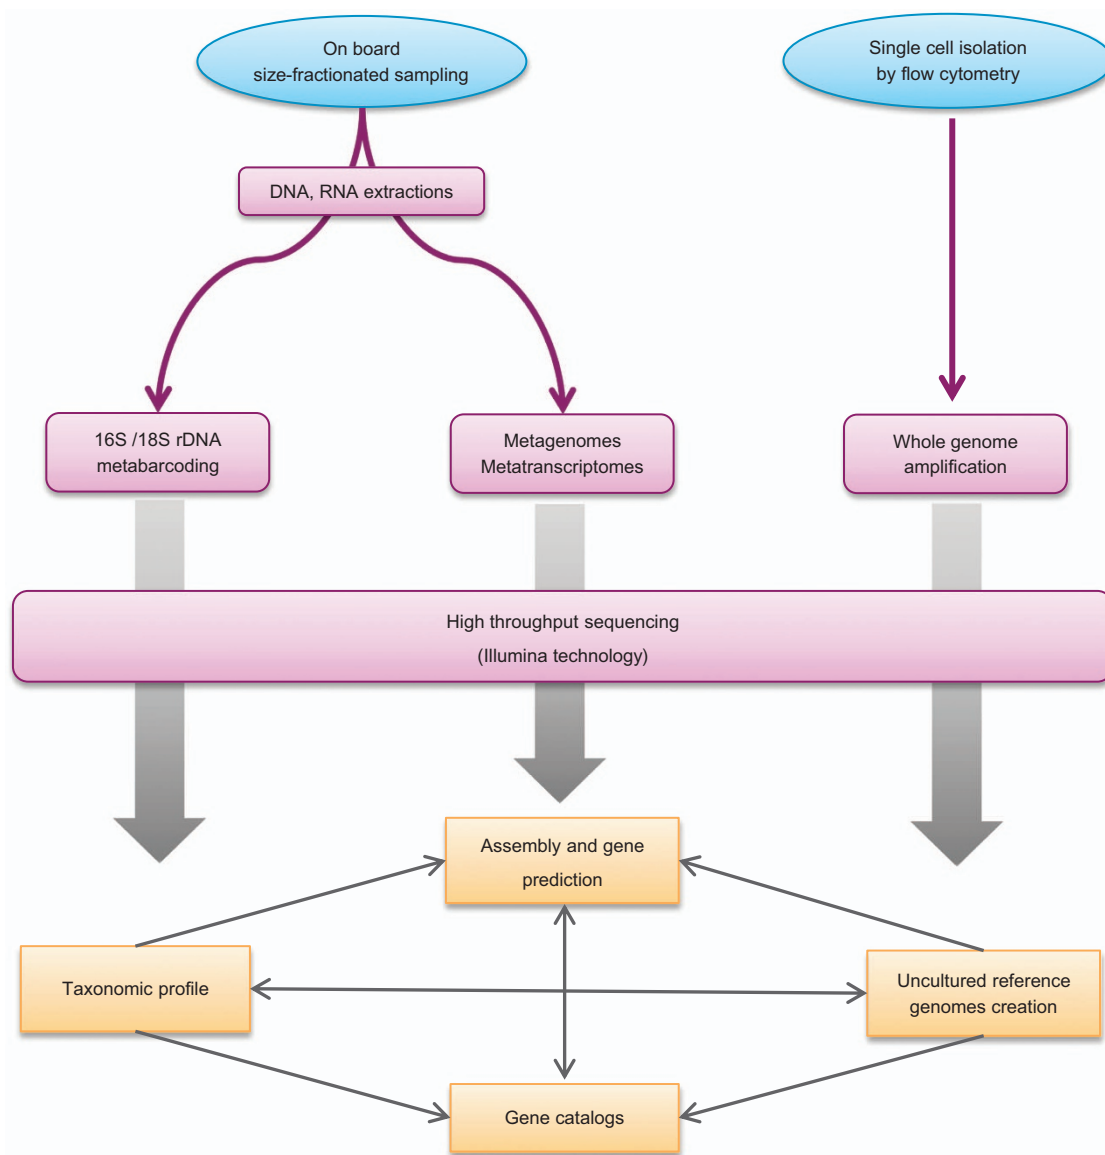 On board
size-fractionated sampling
Single cell isolation
by flow cytometry
DNA, RNA extractions
16S /18S rDNA
metabarcoding
Metagenomes
Metatranscriptomes
Whole genome
amplification
High throughput sequencing
(Illumina technology)
Assembly and gene
prediction
Taxonomic profile
Uncultured reference
genomes creation
Gene catalogs